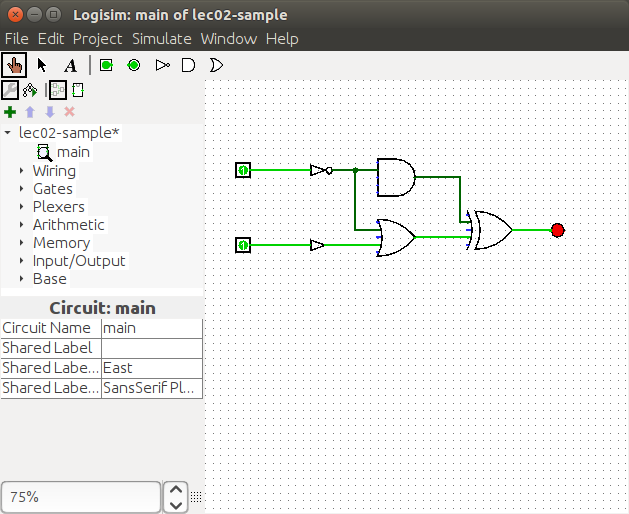 Logisim: main of lec02-sample
File Edit Project Simulate Window Help
A
lec02-sample*
main
Wiring
Gates
Plexers
Arithmetic
Memory
Input/Output
Base
Circuit: main
Circuit Name main
Shared Label
Shared Labe... East
Shared Labe... SansSerif Pl...
75%
1
1